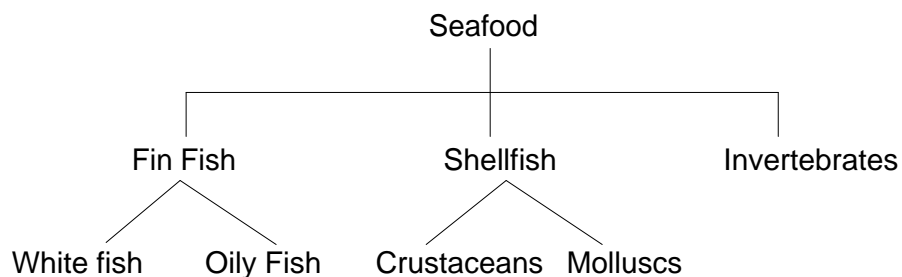 Seafood
Fin Fish Shellfish Invertebrates
White fish Oily Fish Crustaceans Molluscs